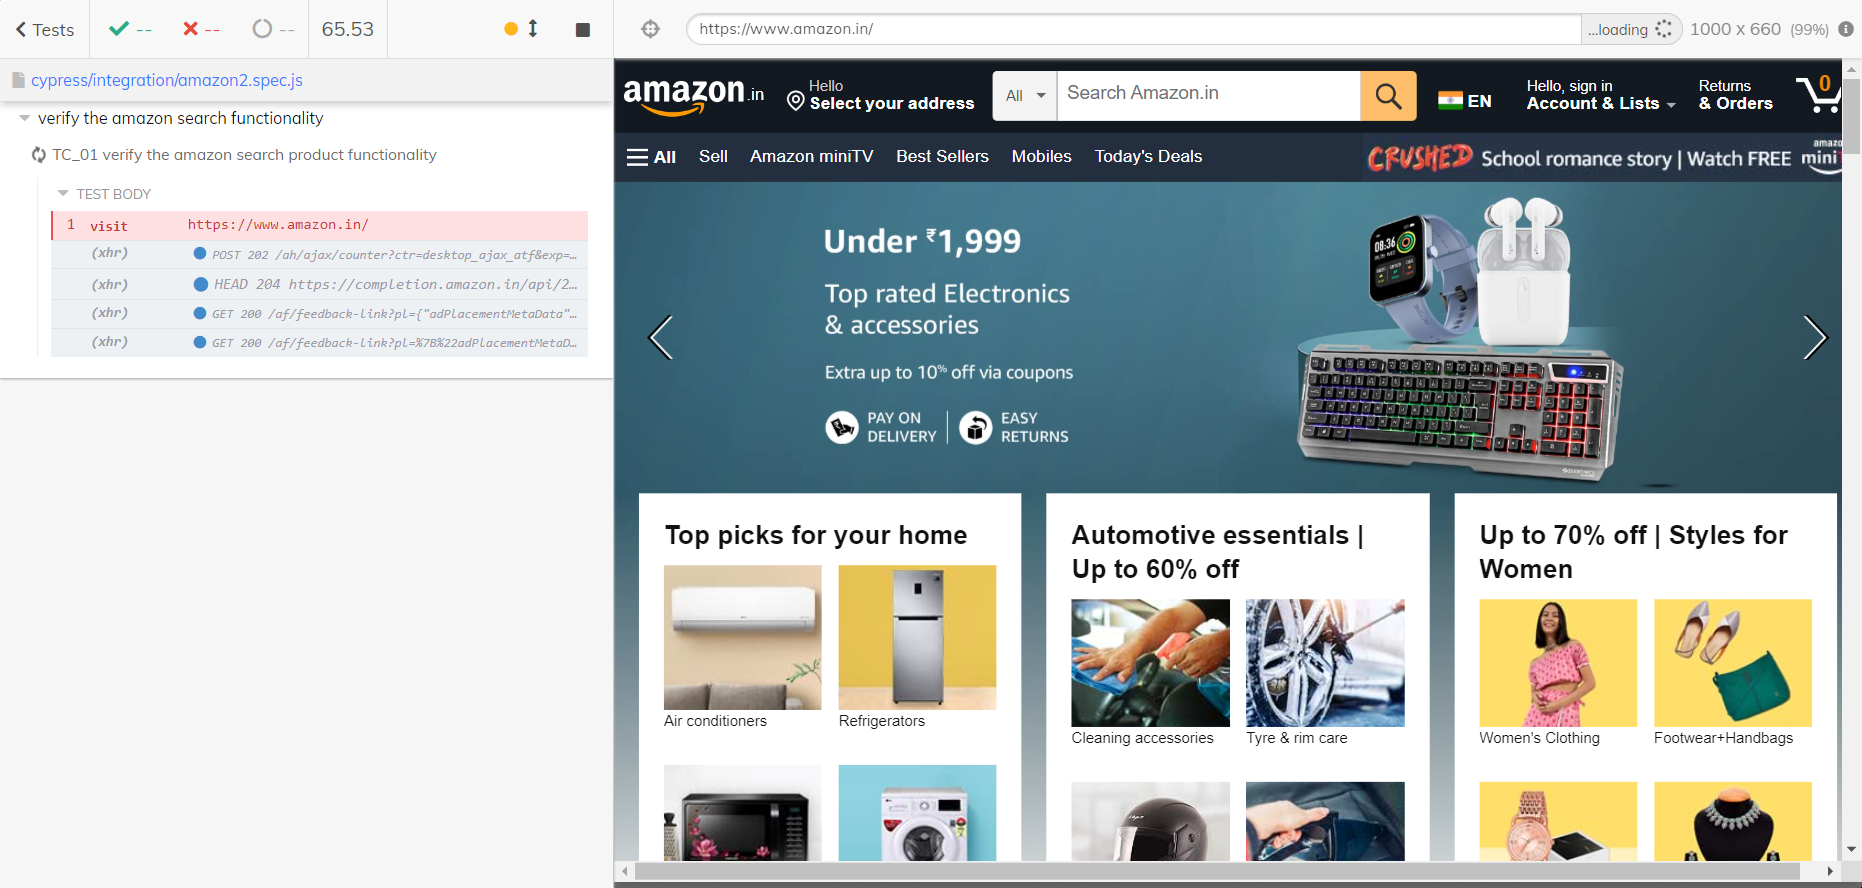 Tests
--
--
--
65.53
cypress/integration/amazon2.spec.js
verify the amazon search functionality
TC_01 verify the amazon search product functionality
TEST BODY
1 visit https://www.amazon.in/
(xhr) POST 202 /ah/ajax/counter?ctr=desktop_ajax_atf&exp=…
(xhr) HEAD 204 https://completion.amazon.in/api/2…
(xhr) GET 200 /af/feedback-link?pl={"adPlacementMetaData"…
(xhr) GET 200 /af/feedback-link?pl=%7B%22adPlacementMetaD…
https://www.amazon.in/
...loading
1000 x 660 (99%)
amazon.in
Hello
Select your address
All
Search Amazon.in
EN
Hello, sign in
Account & Lists
Returns
& Orders
0
All
Sell
Amazon miniTV
Best Sellers
Mobiles
Today's Deals
CRUSHED
School romance story | Watch FREE
amazo
mini
Under ₹1,999
Top rated Electronics
& accessories
Extra up to 10% off via coupons
PAY ON
DELIVERY
EASY
RETURNS
08:36
Top picks for your home
Air conditioners
Refrigerators
Automotive essentials |
Up to 60% off
Cleaning accessories
Tyre & rim care
Up to 70% off | Styles for
Women
Women's Clothing
Footwear+Handbags